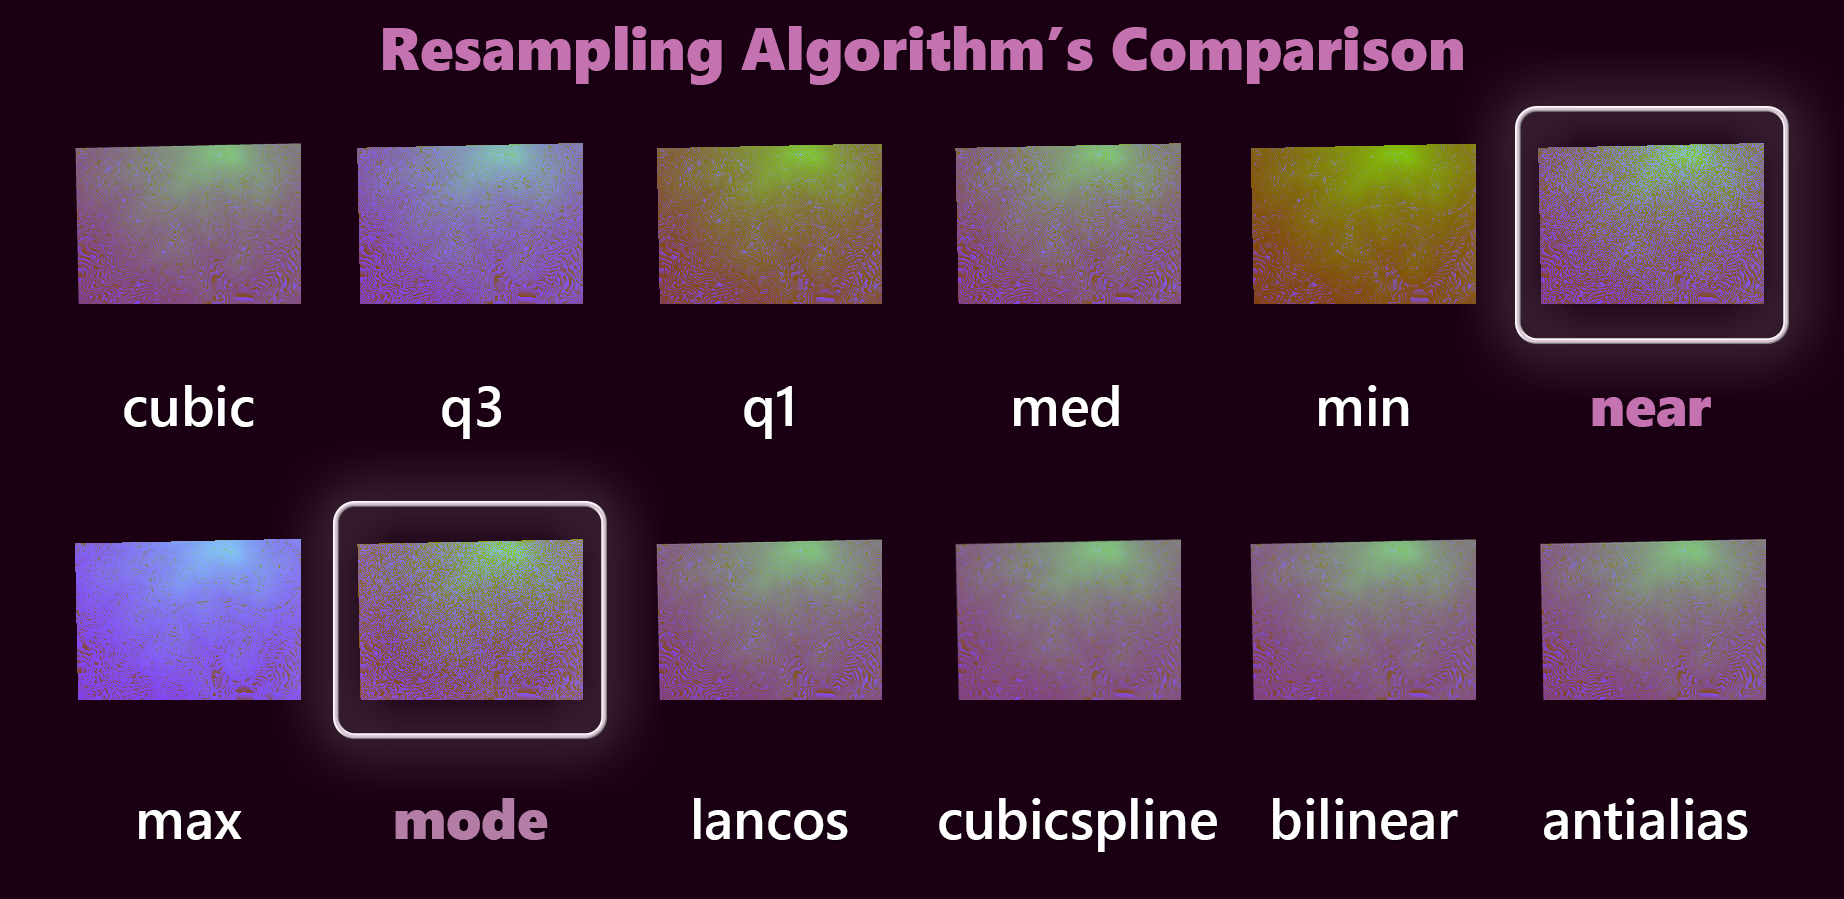 Resampling Algorithm´s Comparison
cubic q3 q1 med min near
max mode lancos cubicspline bilinear antialias